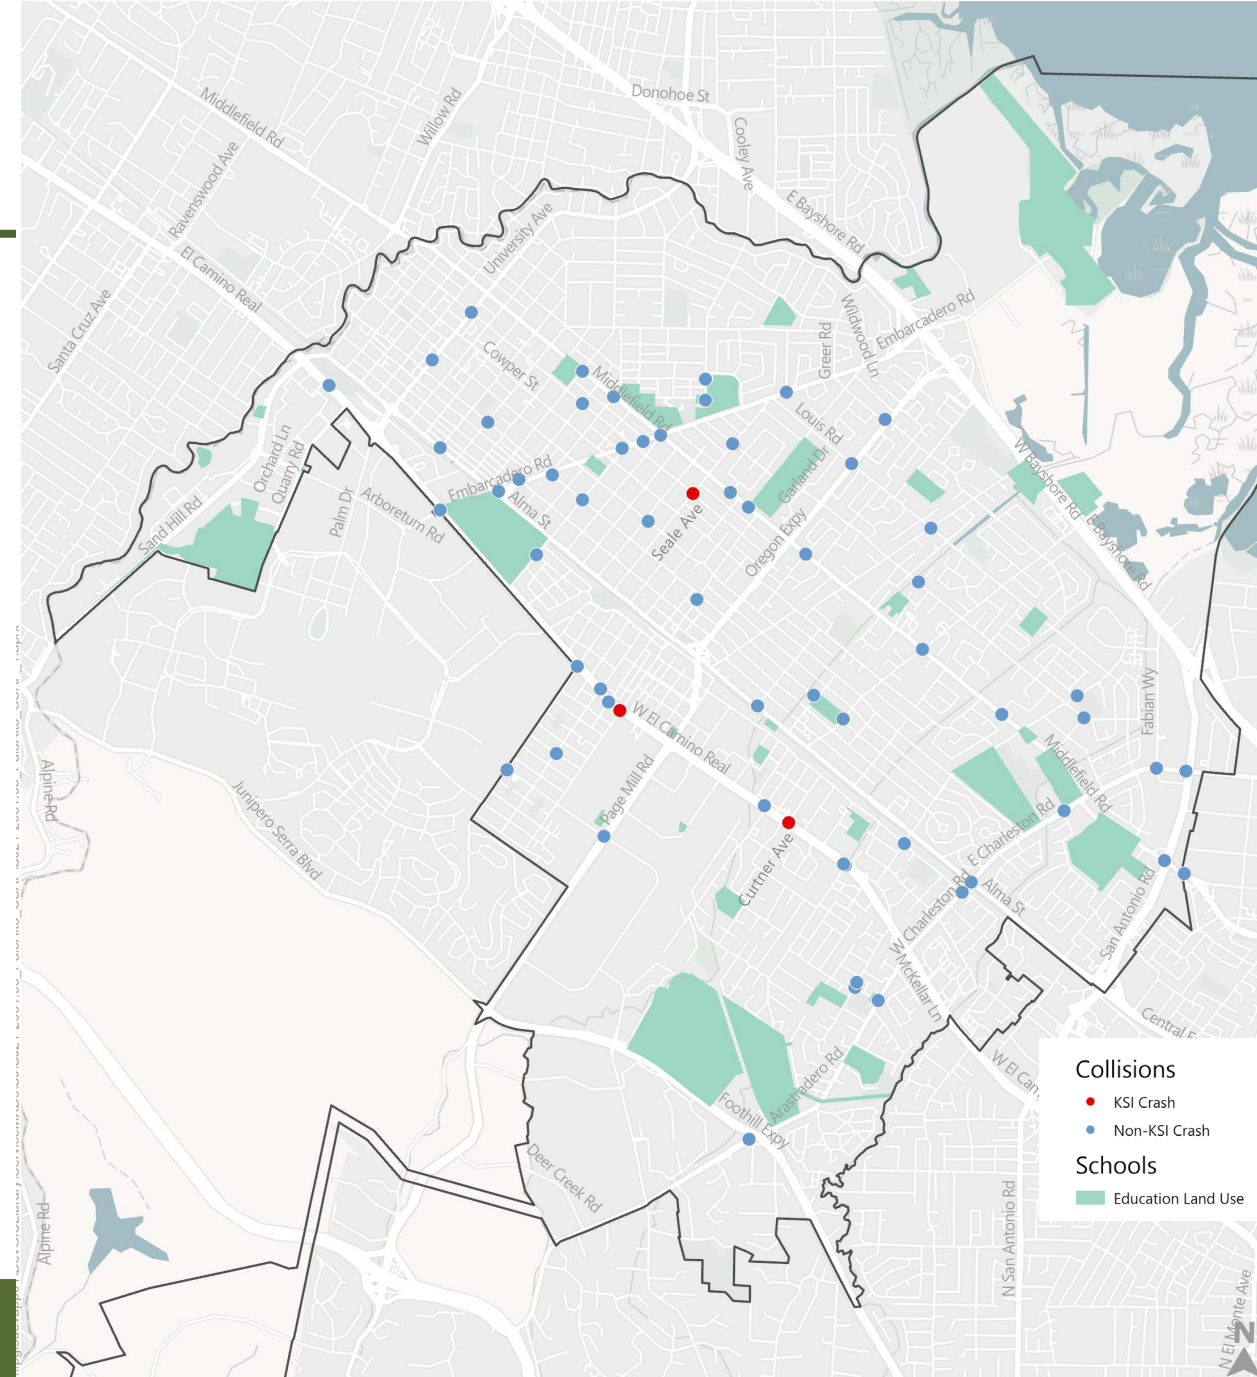 Donohoe St
Middlefield Rd
Willow Rd
Cooley Ave
Ravenswood Ave
E Bayshore Rd
University Ave
El Camino Real
Santa Cruz Ave
Wildwood Ln
Embarcadero Rd
Greer Rd
Cowper St
Middlefield Rd
Louis Rd
Orchard Ln
Quarry Rd
Garland Dr
W Bayshore Rd
Embarcadero Rd
Palm Dr
Arboretum Rd
Alma St
Sand Hill Rd
Seale Ave
Oregon Expy
E Bayshore Rd
Fabian Wy
W El Camino Real
Alpine Rd
Page Mill Rd
Middlefield Rd
Junipero Serra Blvd
E Charleston Rd
Curtner Ave
Alma St
W Charleston Rd
San Antonio Rd
McKellar Ln
Central E
W El Cam
Arastradero Rd
Foothill Expy
Deer Creek Rd
Alpine Rd
N San Antonio Rd
N El Monte Ave
Collisions
KSI Crash
Non-KSI Crash
Schools
Education Land Use
N